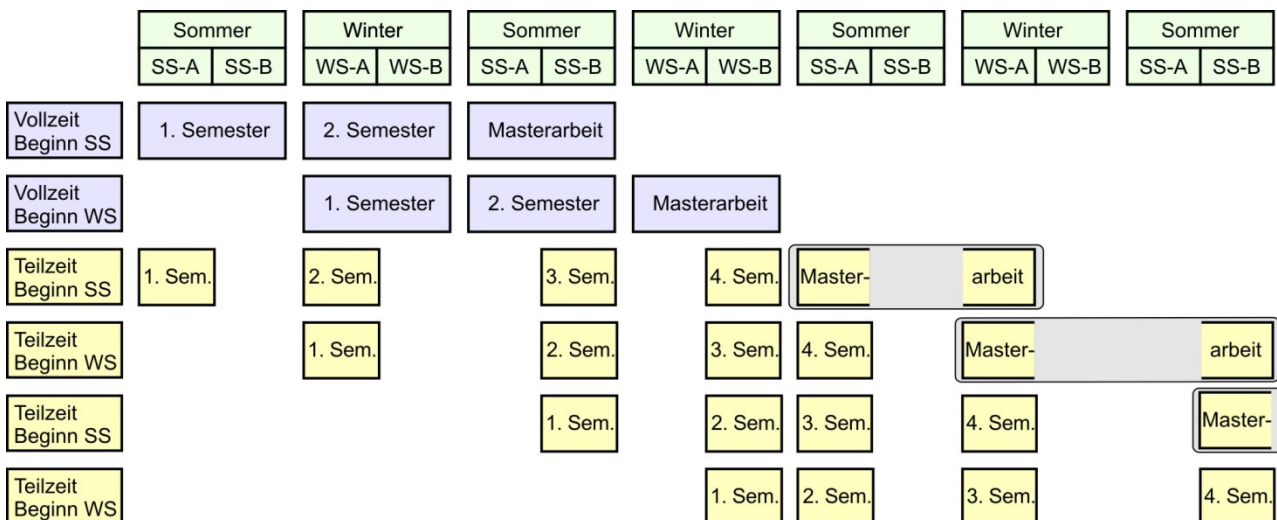 Sommer Winter Sommer Winter Sommer Winter Sommer
SS-A SS-B WS-A WS-B SS-A SS-B WS-A WS-B SS-A SS-B WS-A WS-B SS-A SS-B
Vollzeit
Beginn SS
1. Semester 2. Semester Masterarbeit
Vollzeit
Beginn WS
1. Semester 2. Semester Masterarbeit
Teilzeit
Beginn SS
1. Sem. 2. Sem. 3. Sem. 4. Sem. Master- arbeit
Teilzeit
Beginn WS
1. Sem. 2. Sem. 3. Sem. 4. Sem. Master- arbeit
Teilzeit
Beginn SS
1. Sem. 2. Sem. 3. Sem. 4. Sem. Master-
Teilzeit
Beginn WS
1. Sem. 2. Sem. 3. Sem. 4. Sem.